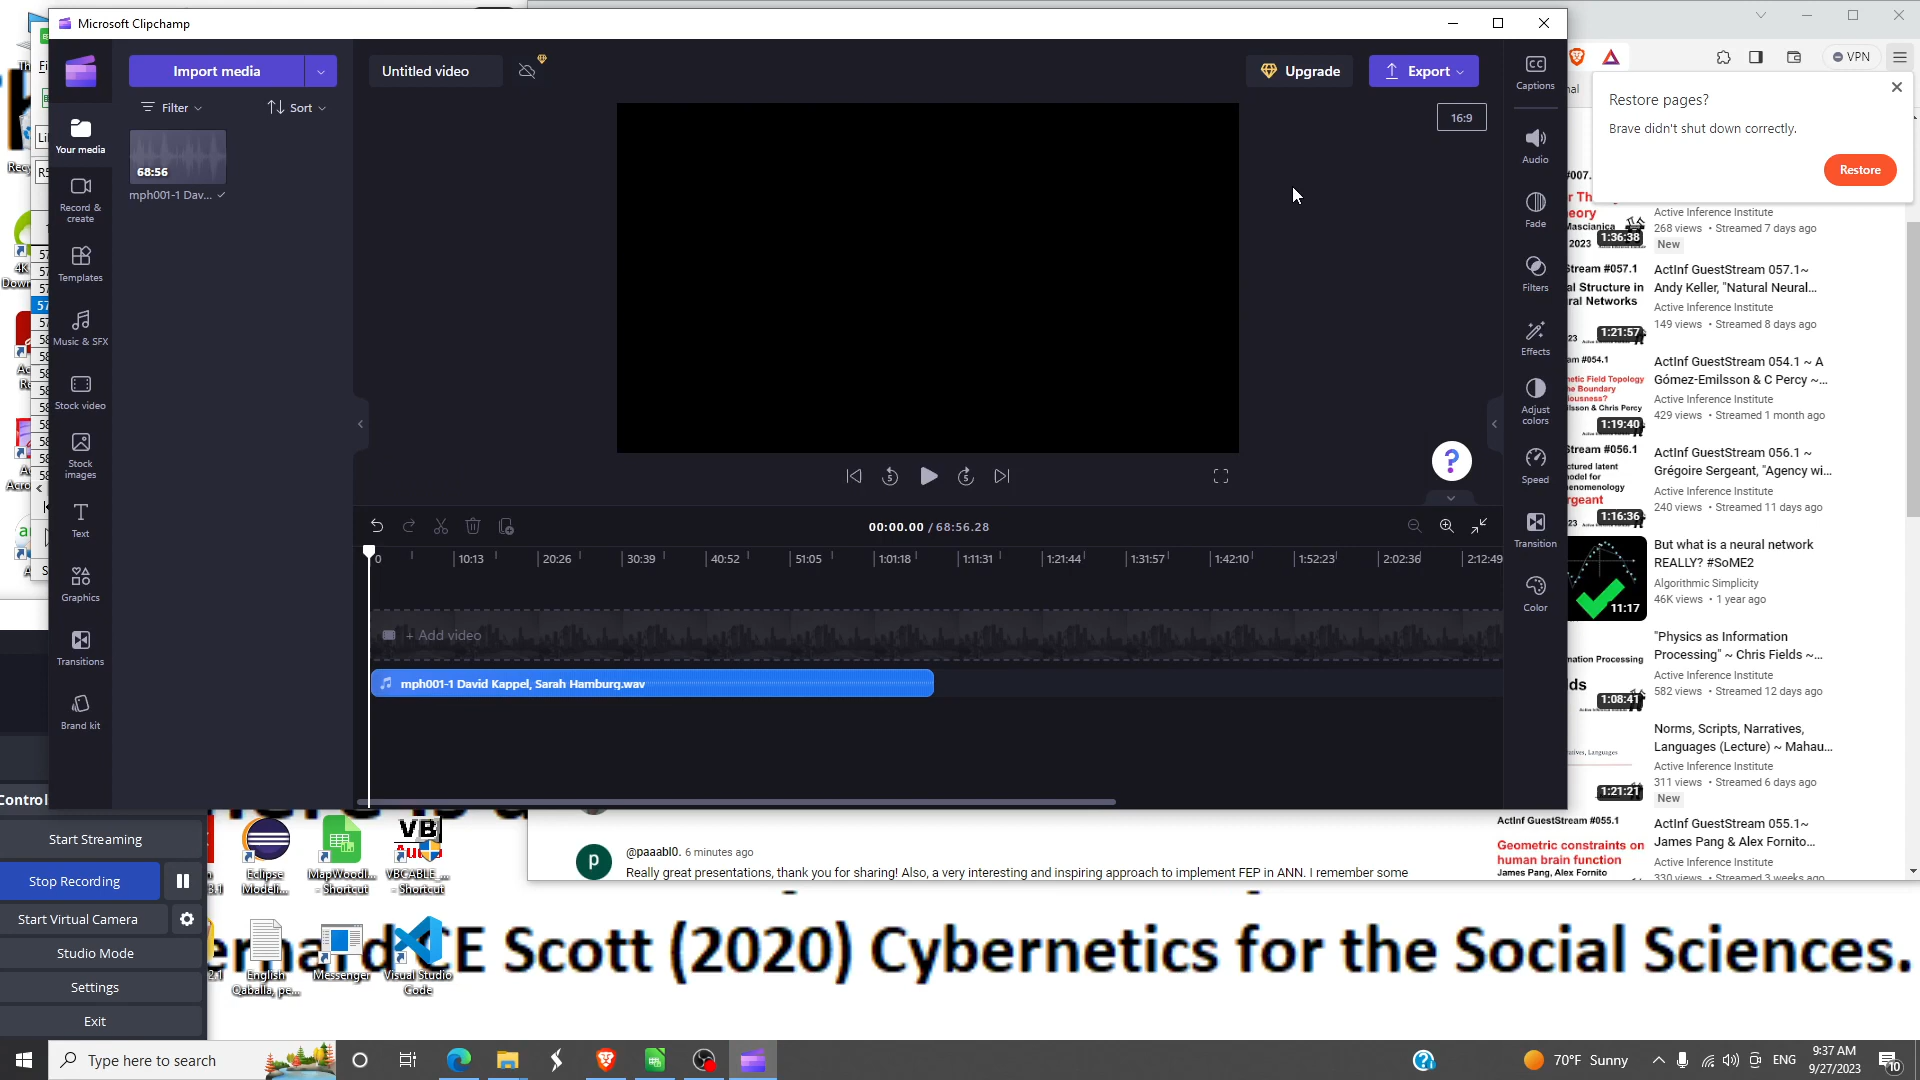 Microsoft Clipchamp
Import media
Untitled video
Upgrade
Export
Captions
Filter
Sort
16:9
Your media
68:56
mph001-1 Dav...
Record & create
Templates
Music & SFX
Stock video
Stock images
Text
Graphics
Transitions
Brand kit
Audio
Fade
Filters
Effects
Adjust colors
Speed
Transition
Color
?
00:00.00 / 68:56.28
0
10:13
20:26
30:39
40:52
51:05
1:01:18
1:11:31
1:21:44
1:31:57
1:42:10
1:52:23
2:02:36
2:12:49
+ Add video
mph001-1 David Kappel, Sarah Hamburg.wav
VPN
Restore pages?
Brave didn't shut down correctly.
Restore
Active Inference Institute
268 views • Streamed 7 days ago
New
1:36:38
ActInf GuestStream 057.1~
Andy Keller, "Natural Neural...
Active Inference Institute
149 views • Streamed 8 days ago
1:21:57
ActInf GuestStream 054.1 ~ A
Gómez-Emilsson & C Percy ~...
Active Inference Institute
429 views • Streamed 1 month ago
1:19:40
ActInf GuestStream 056.1 ~
Grégoire Sergeant, "Agency wi...
Active Inference Institute
240 views • Streamed 11 days ago
1:16:36
But what is a neural network
REALLY? #SoME2
Algorithmic Simplicity
46K views • 1 year ago
11:17
"Physics as Information
Processing" ~ Chris Fields ~...
Active Inference Institute
582 views • Streamed 12 days ago
1:08:41
Norms, Scripts, Narratives,
Languages (Lecture) ~ Mahau...
Active Inference Institute
311 views • Streamed 6 days ago
New
1:21:21
ActInf GuestStream #055.1
Geometric constraints on
human brain function
James Pang, Alex Fornito
ActInf GuestStream 055.1~
James Pang & Alex Fornito...
Active Inference Institute
330 views • Streamed 3 weeks ago
p
@paaabl0. 6 minutes ago
Really great presentations, thank you for sharing! Also, a very interesting and inspiring approach to implement FEP in ANN. I remember some
Control
Start Streaming
Stop Recording
Start Virtual Camera
Studio Mode
Settings
Exit
Eclipse Modeli...
MapWoodl... - Shortcut
VBCABLE_... - Shortcut
English Qaballa, pe...
Messenger
Visual Studio Code
CE Scott (2020) Cybernetics for the Social Sciences.
Type here to search
70°F Sunny
ENG
9:37 AM
9/27/2023
10